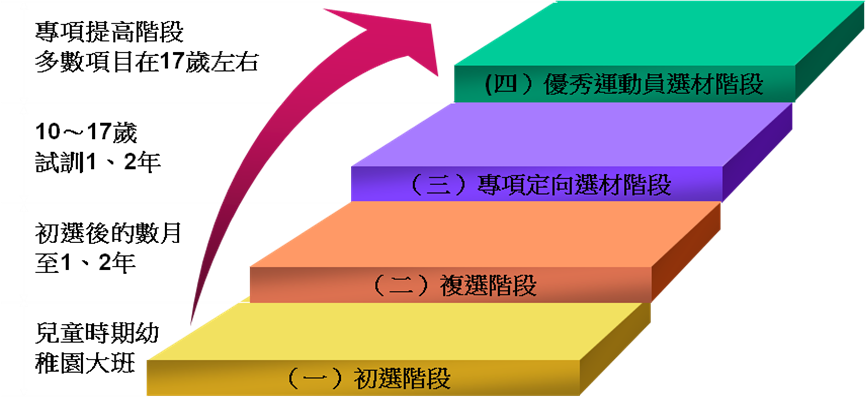 專項提高階段
多數項目在17歲左右
(四）優秀運動員選材階段
10～17歲
試訓1、2年
（三）專項定向選材階段
初選後的數月
至1、2年
（二）複選階段
兒童時期幼
稚園大班
（一）初選階段